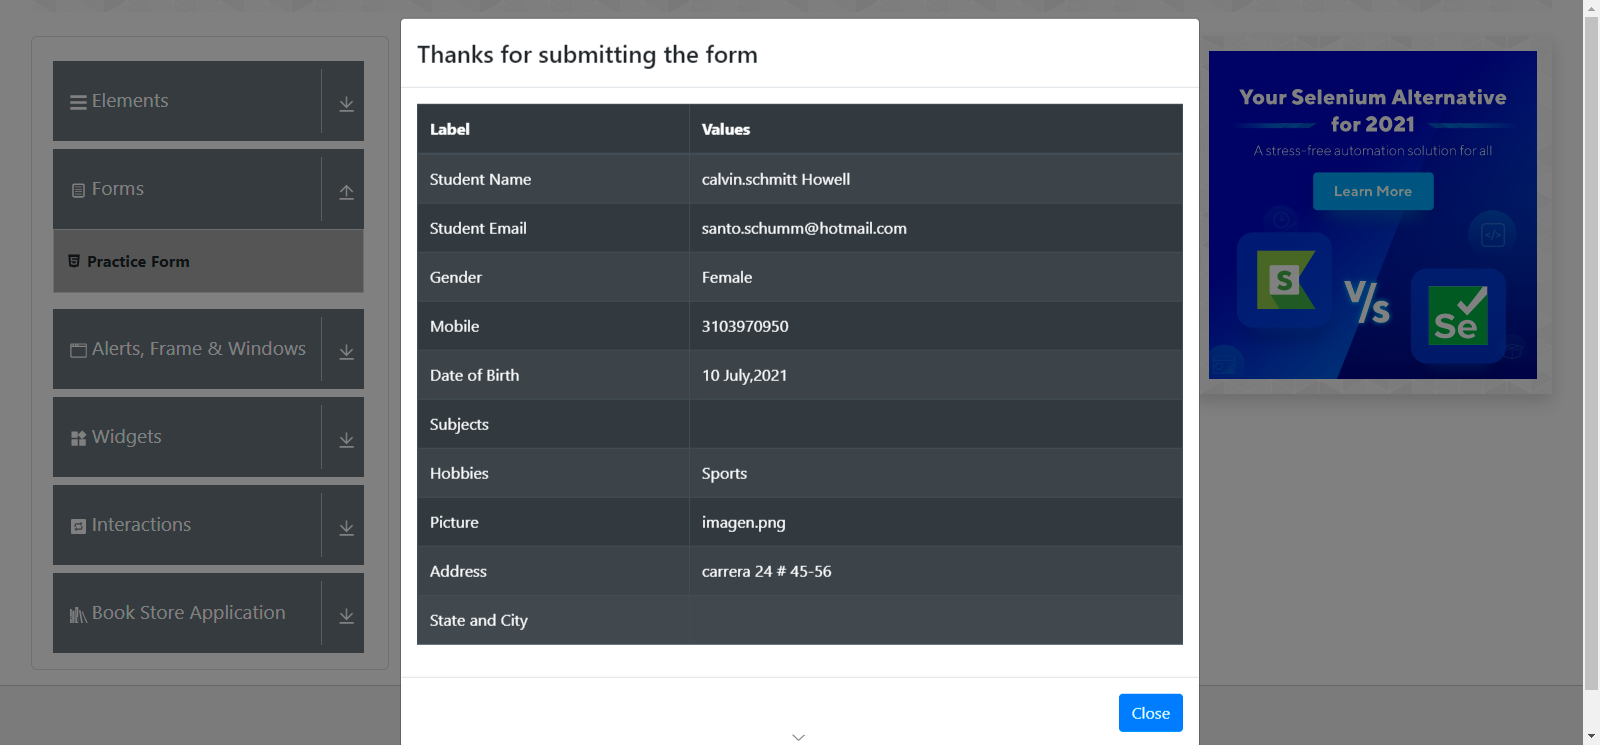 Elements
Forms
Practice Form
Alerts, Frame & Windows
Widgets
Interactions
Book Store Application
Thanks for submitting the form
Label Values
Student Name calvin.schmitt Howell
Student Email santo.schumm@hotmail.com
Gender Female
Mobile 3103970950
Date of Birth 10 July,2021
Subjects
Hobbies Sports
Picture imagen.png
Address carrera 24 # 45-56
State and City
Close
Your Selenium Alternative
for 2021
A stress-free automation solution for all
Learn More
S
V/s
Se